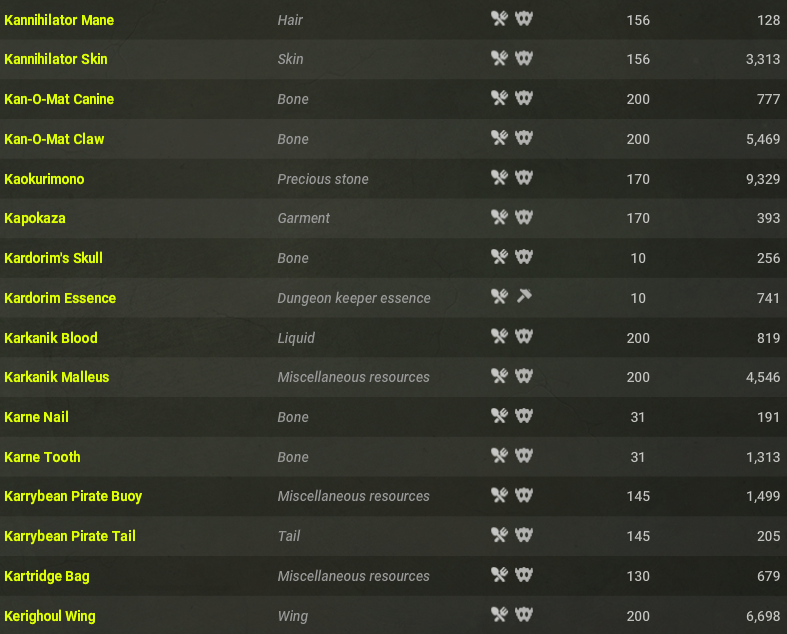 Kannihilator Mane Hair 156 128
Kannihilator Skin Skin 156 3,313
Kan-O-Mat Canine Bone 200 777
Kan-O-Mat Claw Bone 200 5,469
Kaokurimono Precious stone 170 9,329
Kapokaza Garment 170 393
Kardorim's Skull Bone 10 256
Kardorim Essence Dungeon keeper essence 10 741
Karkanik Blood Liquid 200 819
Karkanik Malleus Miscellaneous resources 200 4,546
Karne Nail Bone 31 191
Karne Tooth Bone 31 1,313
Karrybean Pirate Buoy Miscellaneous resources 145 1,499
Karrybean Pirate Tail Tail 145 205
Kartridge Bag Miscellaneous resources 130 679
Kerighoul Wing Wing 200 6,698